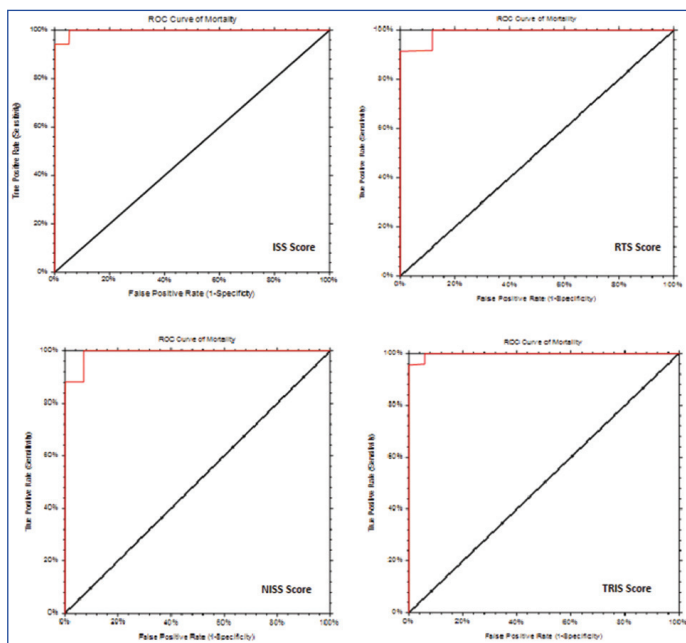 ROC Curve of Mortality
100%
80%
60%
40%
20%
0%
True Positive Rate (Sensitivity)
ISS Score
0% 20% 40% 60% 80% 100%
False Positive Rate (1-Specificity)
ROC Curve of Mortality
100%
80%
60%
40%
20%
0%
True Positive Rate (Sensitivity)
RTS Score
0% 20% 40% 60% 80% 100%
False Positive Rate (1-Specificity)
ROC Curve of Mortality
100%
80%
60%
40%
20%
0%
True Positive Rate (Sensitivity)
NISS Score
0% 20% 40% 60% 80% 100%
False Positive Rate (1-Specificity)
ROC Curve of Mortality
100%
80%
60%
40%
20%
0%
True Positive Rate (Sensitivity)
TRIS Score
0% 20% 40% 60% 80% 100%
False Positive Rate (1-Specificity)